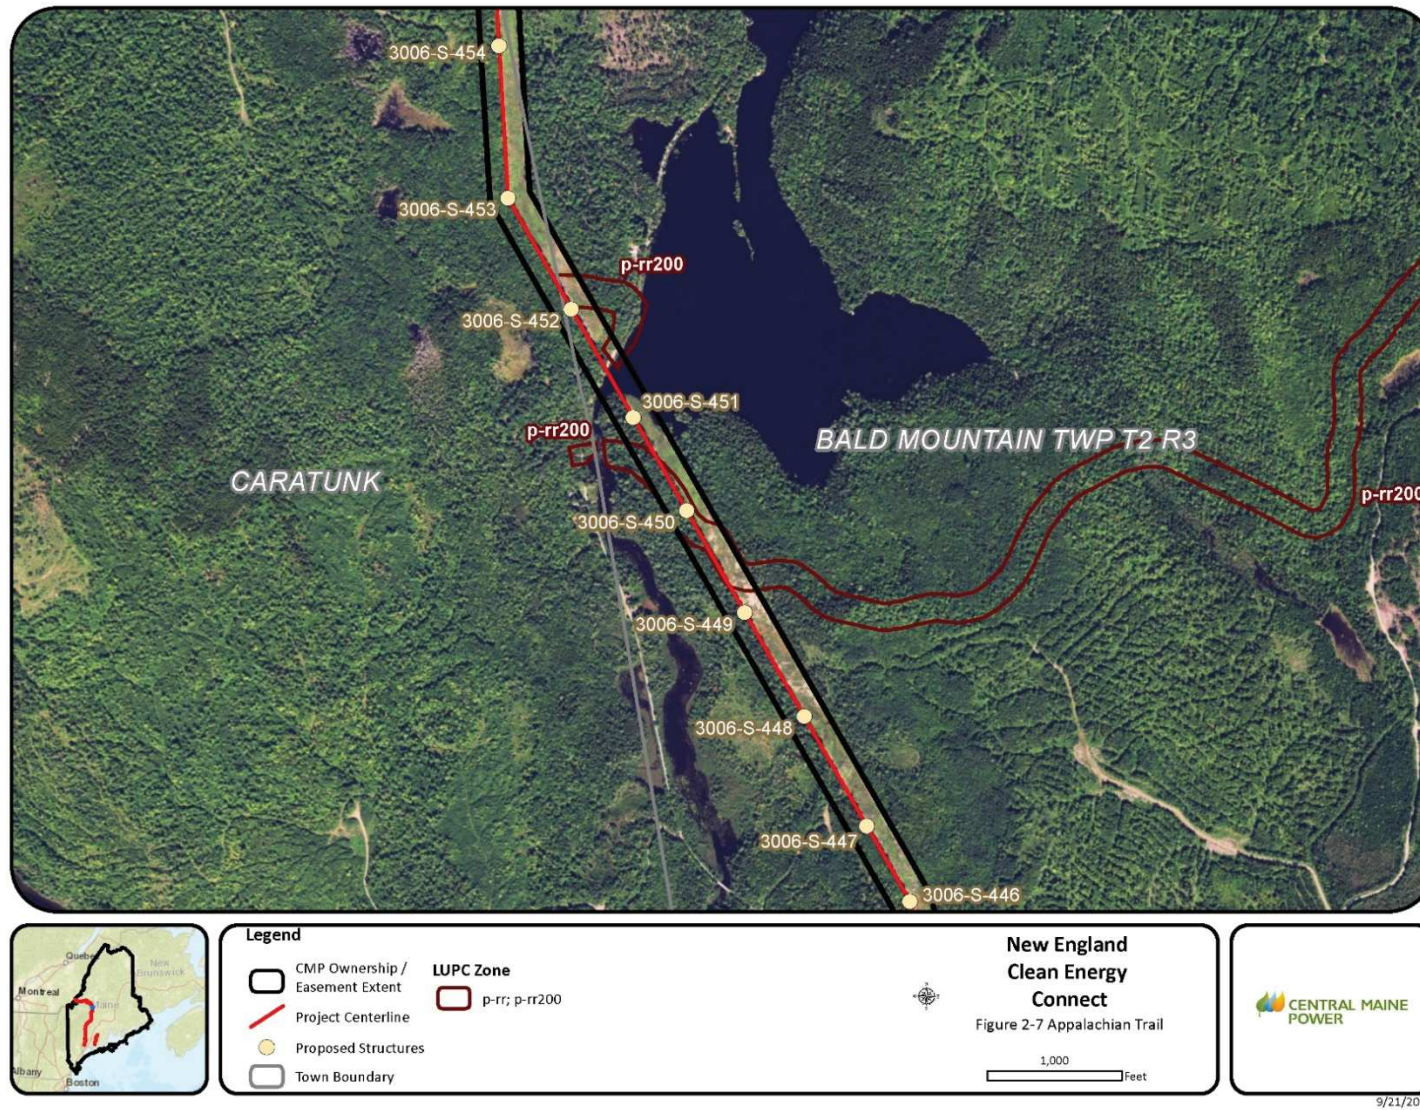 3006-S-454
3006-S-453
p-rr200
3006-S-452
3006-S-451
p-rr200
BALD MOUNTAIN TWP T2 R3
CARATUNK
p-rr200
3006-S-450
3006-S-449
3006-S-448
3006-S-447
3006-S-446
Quebec
New
Brunswick
Montreal
Maine
Albany
Boston
Legend
CMP Ownership /
Easement Extent
Project Centerline
Proposed Structures
Town Boundary
LUPC Zone
p-rr; p-rr200
New England
Clean Energy
Connect
Figure 2-7 Appalachian Trail
1,000
Feet
CENTRAL MAINE
POWER
9/21/20